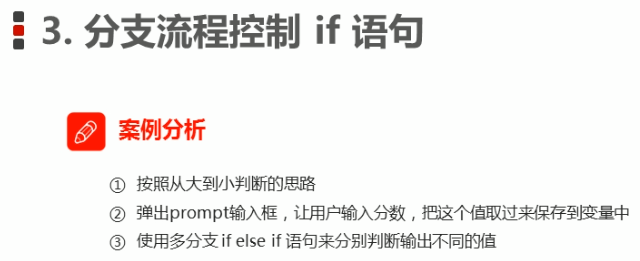 3. 分支流程控制 if 语句
案例分析
① 按照从大到小判断的思路
② 弹出prompt输入框，让用户输入分数，把这个值取过来保存到变量中
③ 使用多分支 if else if 语句来分别判断输出不同的值